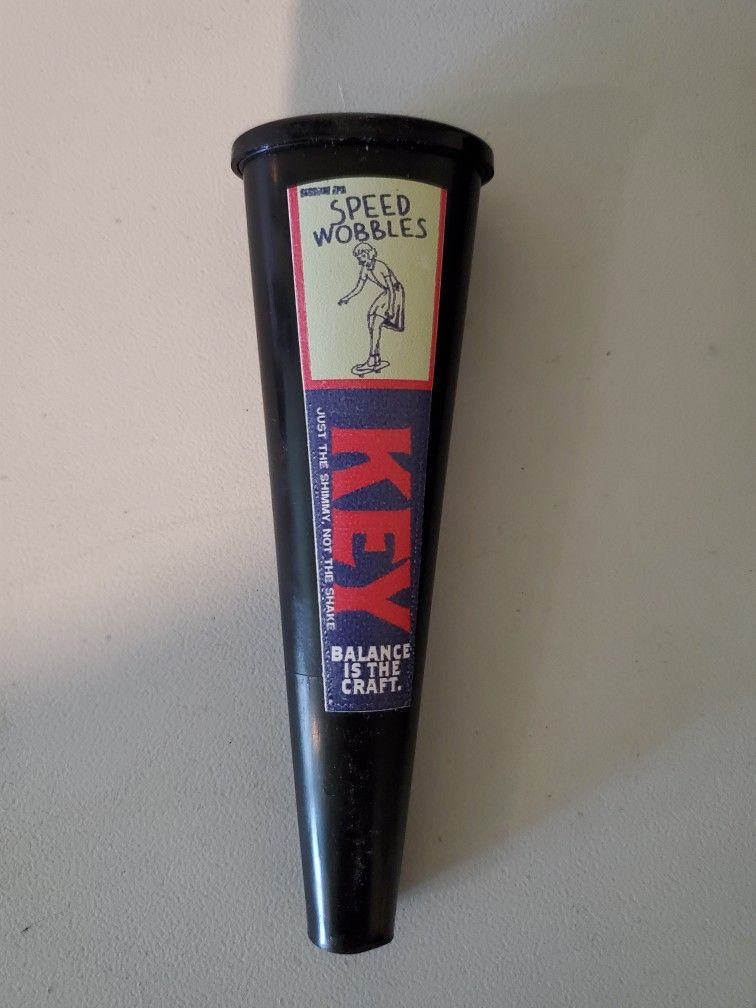 SESSION IPA
SPEED
WOBBLES
KEY
JUST THE SHIMMY, NOT THE SHAKE
BALANCE
IS THE
CRAFT.